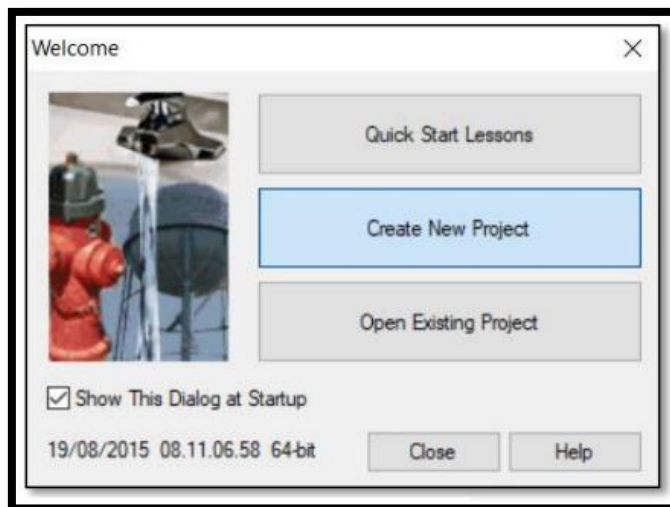 Welcome
Quick Start Lessons
Create New Project
Open Existing Project
Show This Dialog at Startup
19/08/2015 08.11.06.58 64-bit
Close
Help